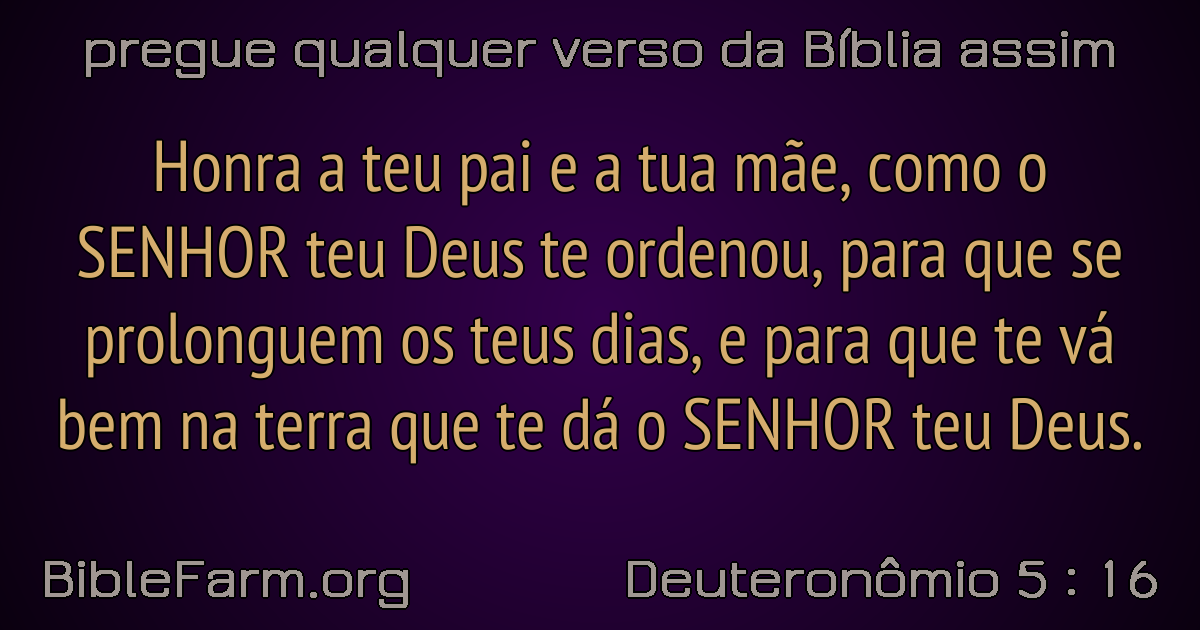 pregue qualquer verso da Bíblia assim
Honra a teu pai e a tua mãe, como o
SENHOR teu Deus te ordenou, para que se
prolonguem os teus dias, e para que te vá
bem na terra que te dá o SENHOR teu Deus.
BibleFarm.org
Deuteronômio 5 : 16